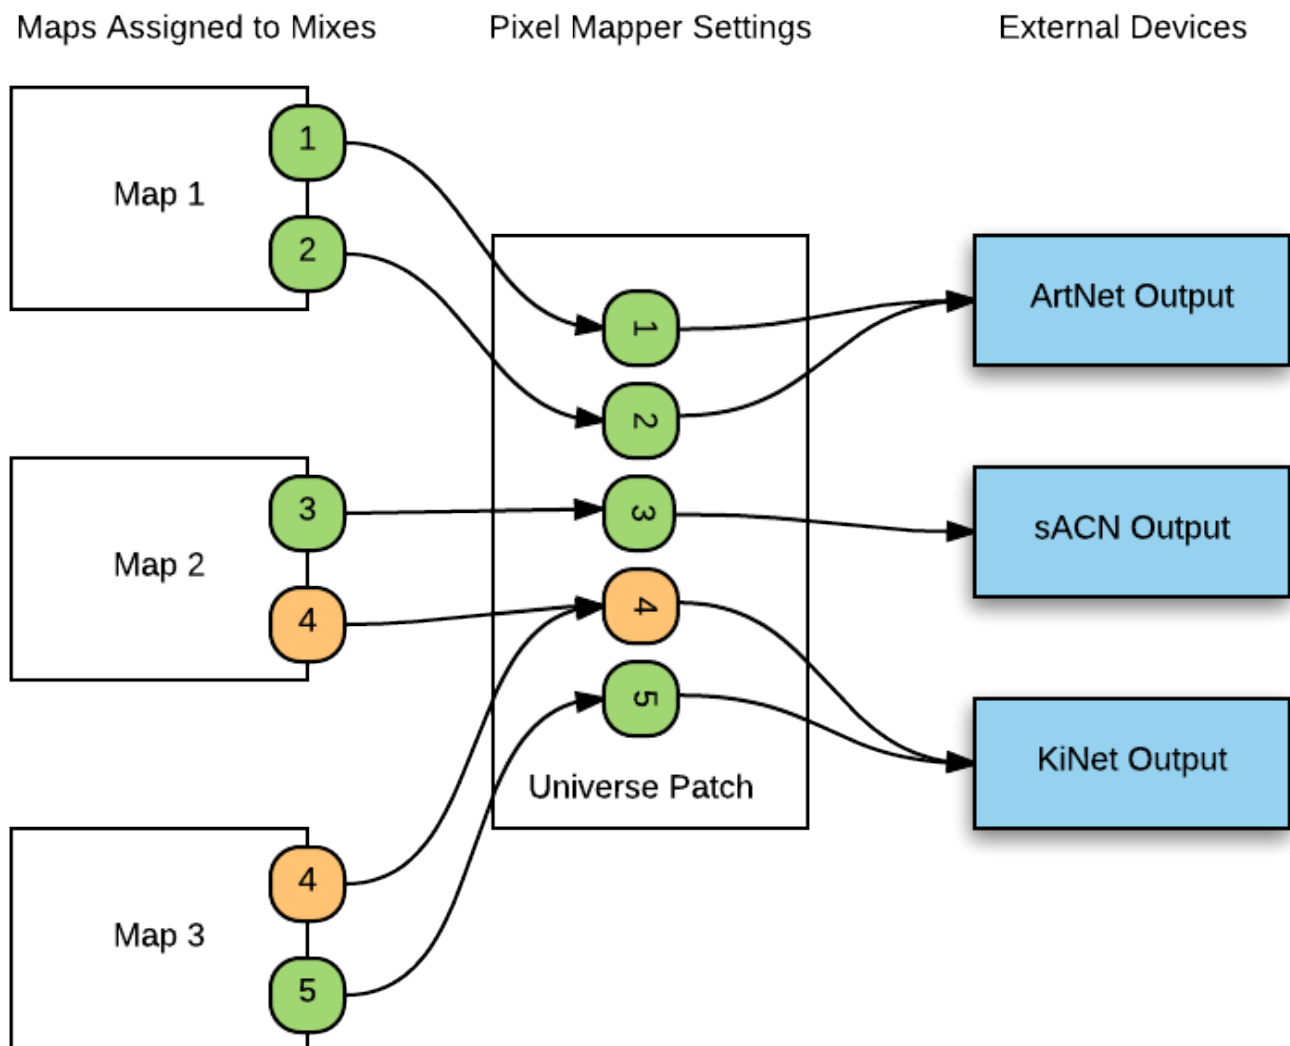 Maps Assigned to Mixes
Pixel Mapper Settings
External Devices
Map 1
1
2
Map 2
3
4
Map 3
4
5
1
2
3
4
5
Universe Patch
ArtNet Output
sACN Output
KiNet Output